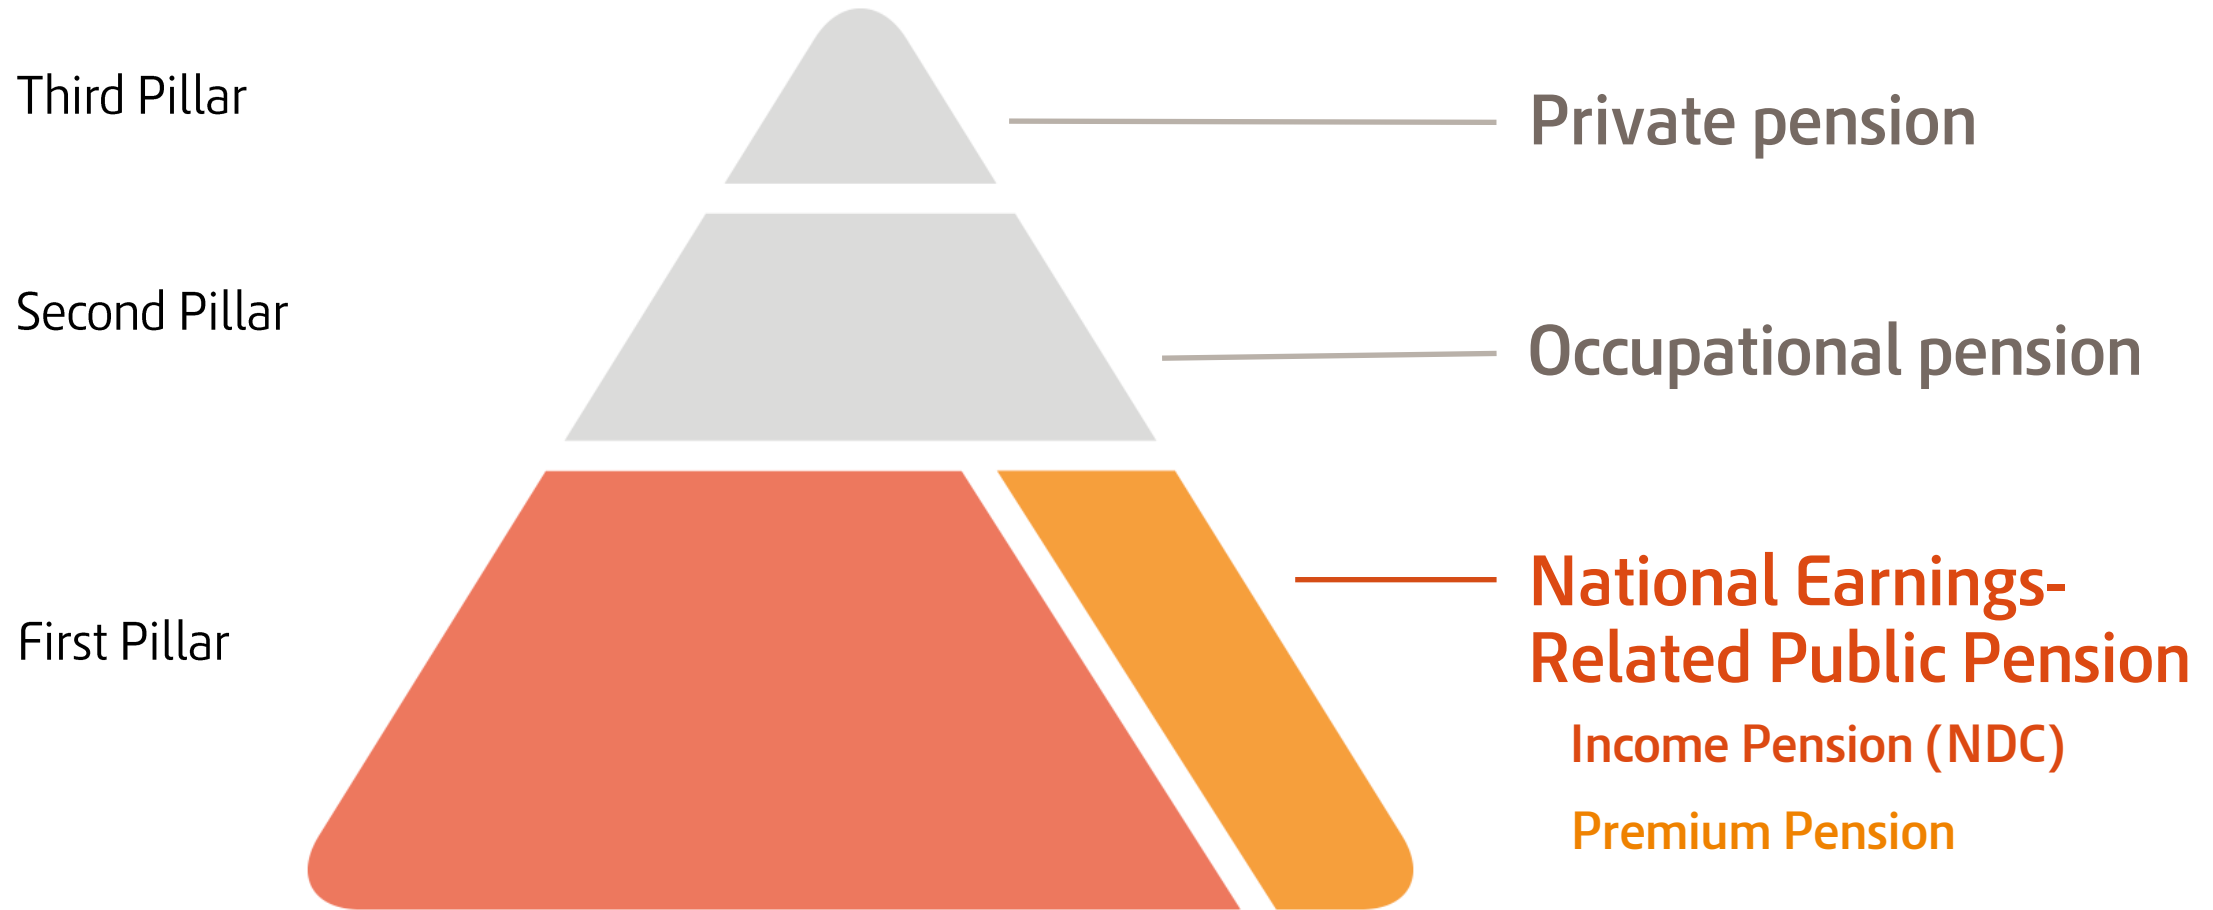 Third Pillar
Private pension
Second Pillar
Occupational pension
First Pillar
National Earnings-
Related Public Pension
Income Pension (NDC)
Premium Pension